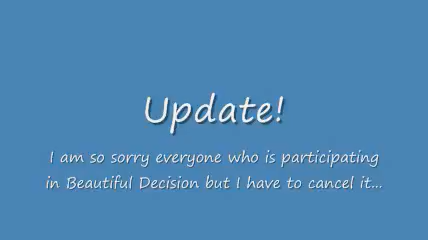 Update!
I am so sorry everyone who is participating
in Beautiful Decision but I have to cancel it...